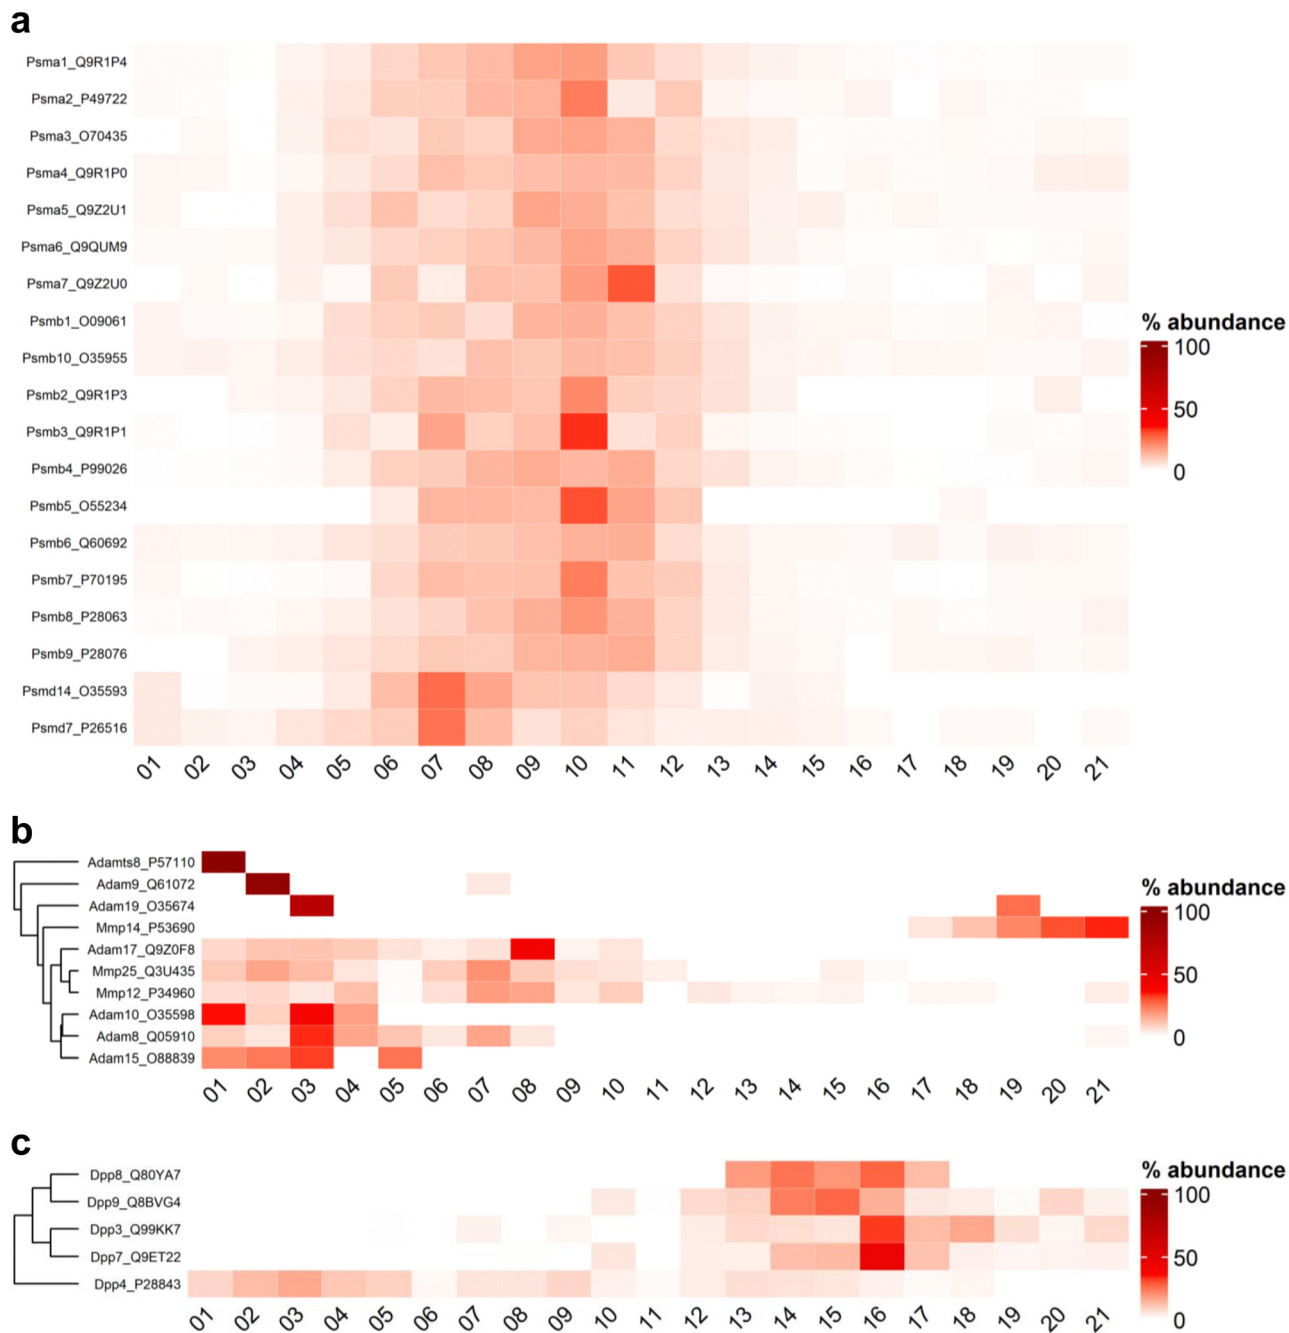 a
Psma1_Q9R1P4
Psma2_P49722
Psma3_O70435
Psma4_Q9R1P0
Psma5_Q9Z2U1
Psma6_Q9QUM9
Psma7_Q9Z2U0
Psmb1_O09061
Psmb10_O35955
Psmb2_Q9R1P3
Psmb3_Q9R1P1
Psmb4_P99026
Psmb5_O55234
Psmb6_Q60692
Psmb7_P70195
Psmb8_P28063
Psmb9_P28076
Psmd14_O35593
Psmd7_P26516
01 02 03 04 05 06 07 08 09 10 11 12 13 14 15 16 17 18 19 20 21
% abundance
100
50
0
b
Adamts8_P57110
Adam9_Q61072
Adam19_O35674
Mmp14_P53690
Adam17_Q9Z0F8
Mmp25_Q3U435
Mmp12_P34960
Adam10_O35598
Adam8_Q05910
Adam15_O88839
01 02 03 04 05 06 07 08 09 10 11 12 13 14 15 16 17 18 19 20 21
% abundance
100
50
0
c
Dpp8_Q80YA7
Dpp9_Q8BVG4
Dpp3_Q99KK7
Dpp7_Q9ET22
Dpp4_P28843
01 02 03 04 05 06 07 08 09 10 11 12 13 14 15 16 17 18 19 20 21
% abundance
100
50
0